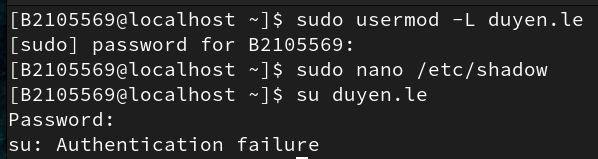 [B2105569@localhost ~]$ sudo usermod -L duyen.le
[sudo] password for B2105569:
[B2105569@localhost ~]$ sudo nano /etc/shadow
[B2105569@localhost ~]$ su duyen.le
Password:
su: Authentication failure